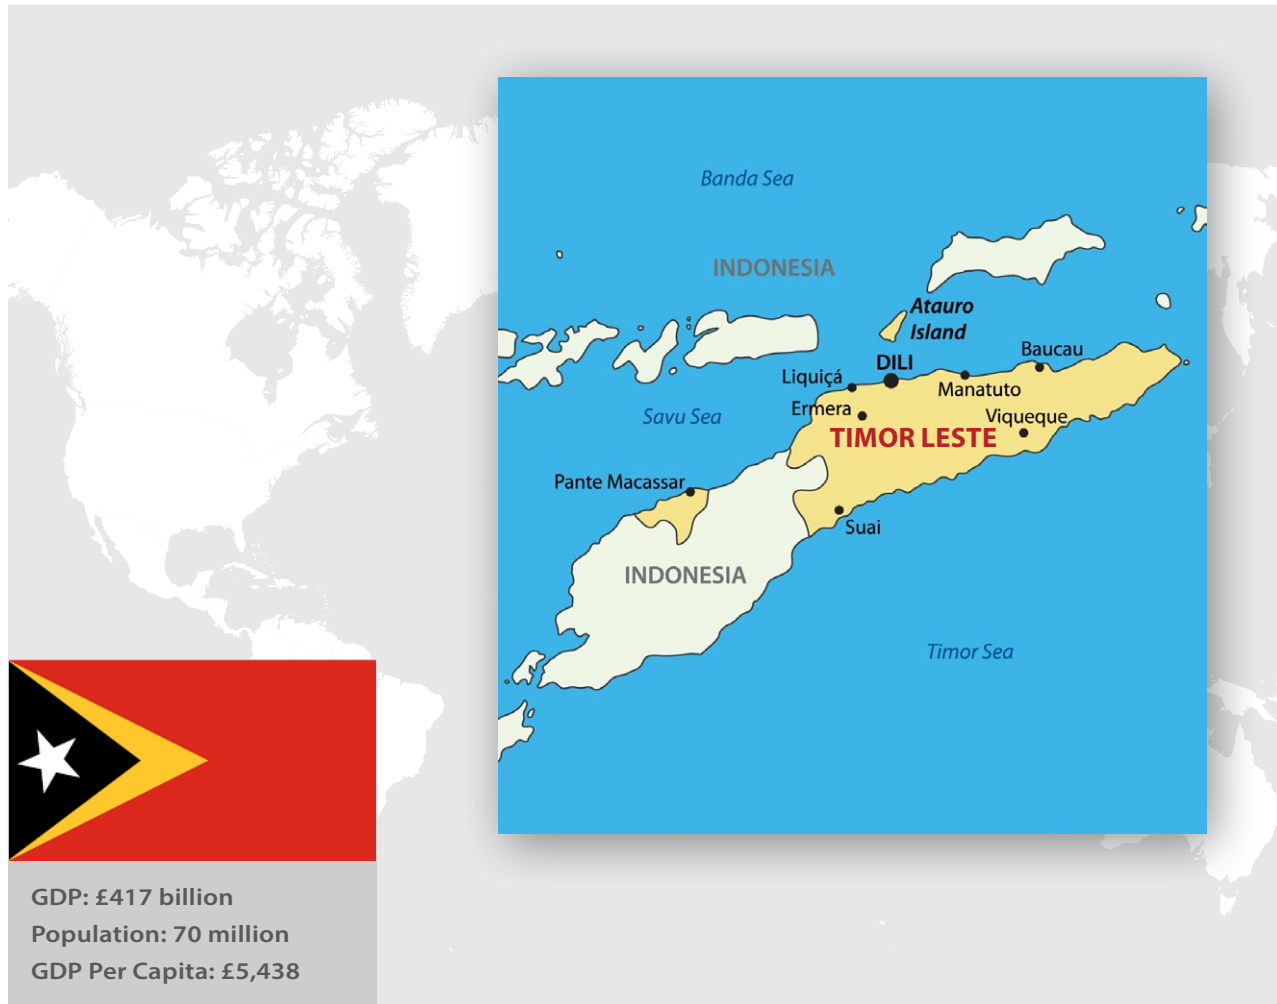 Banda Sea
INDONESIA
Atauro
Island
Baucau
DILI
Liquiçá
Manatuto
Ermera
Viqueque
Savu Sea
TIMOR LESTE
Pante Macassar
Suai
INDONESIA
Timor Sea
GDP: £417 billion
Population: 70 million
GDP Per Capita: £5,438